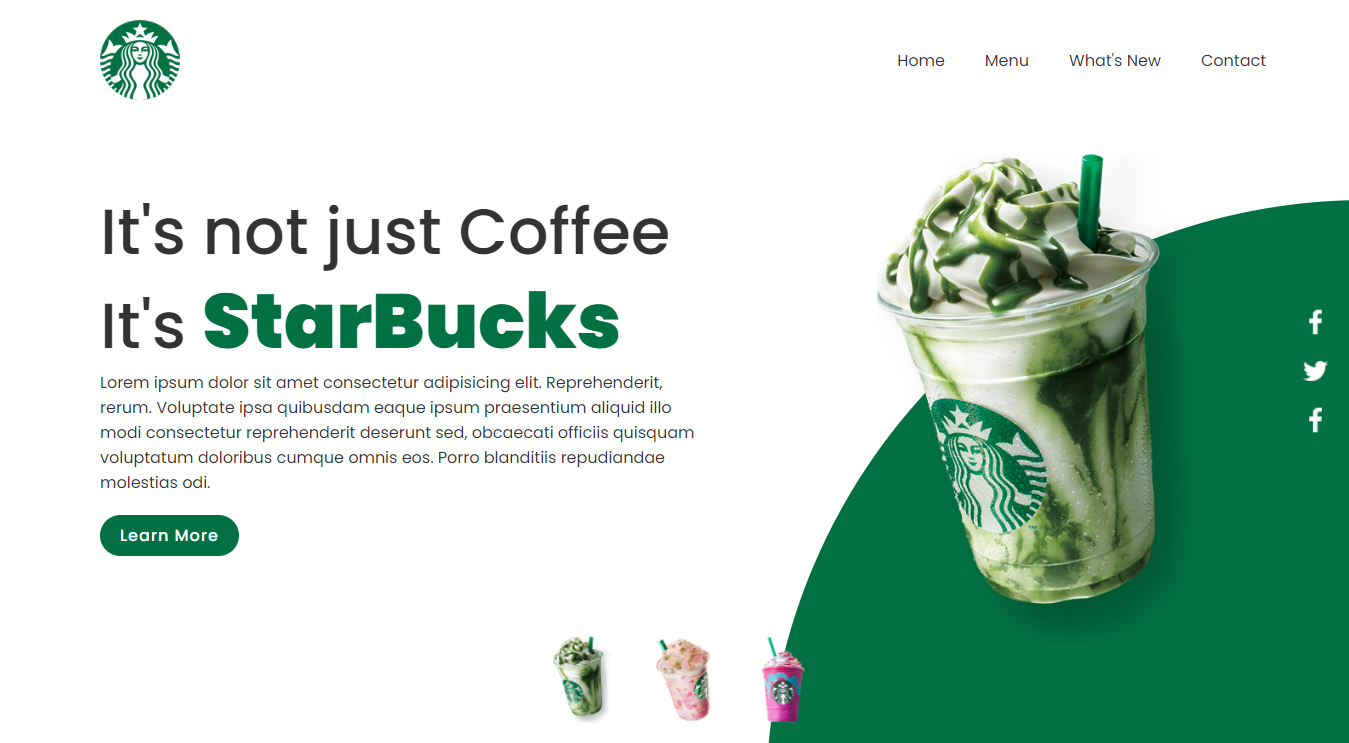 Home Menu What's New Contact
It's not just Coffee
It's StarBucks
Lorem ipsum dolor sit amet consectetur adipisicing elit. Reprehenderit,
rerum. Voluptate ipsa quibusdam eaque ipsum praesentium aliquid illo
modi consectetur reprehenderit deserunt sed, obcaecati officiis quisquam
voluptatum doloribus cumque omnis eos. Porro blanditiis repudiandae
molestias odi.
Learn More